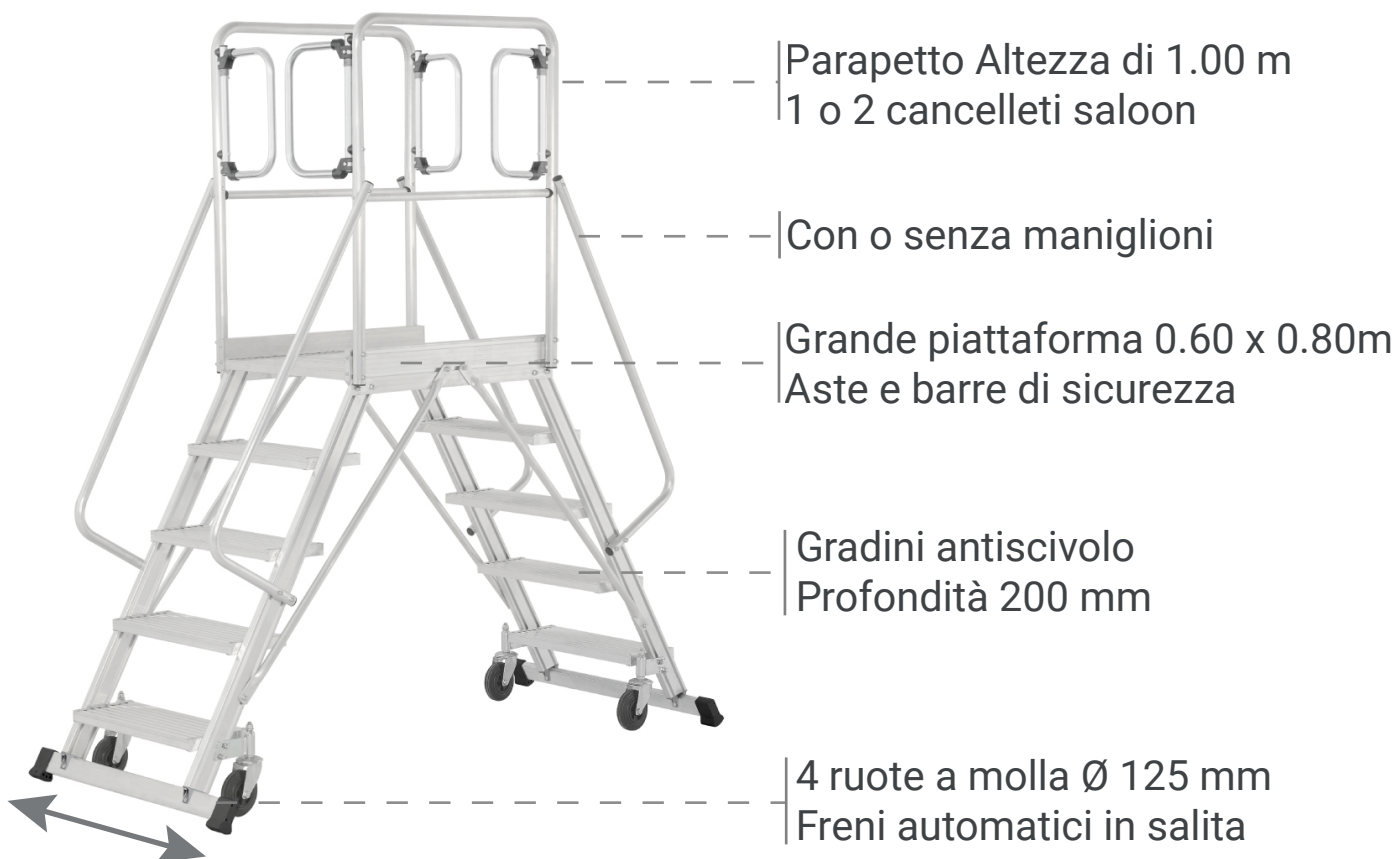 Parapetto Altezza di 1.00 m
1 o 2 cancelleti saloon
Con o senza maniglioni
Grande piattaforma 0.60 x 0.80m
Aste e barre di sicurezza
Gradini antiscivolo
Profondità 200 mm
4 ruote a molla Ø 125 mm
Freni automatici in salita